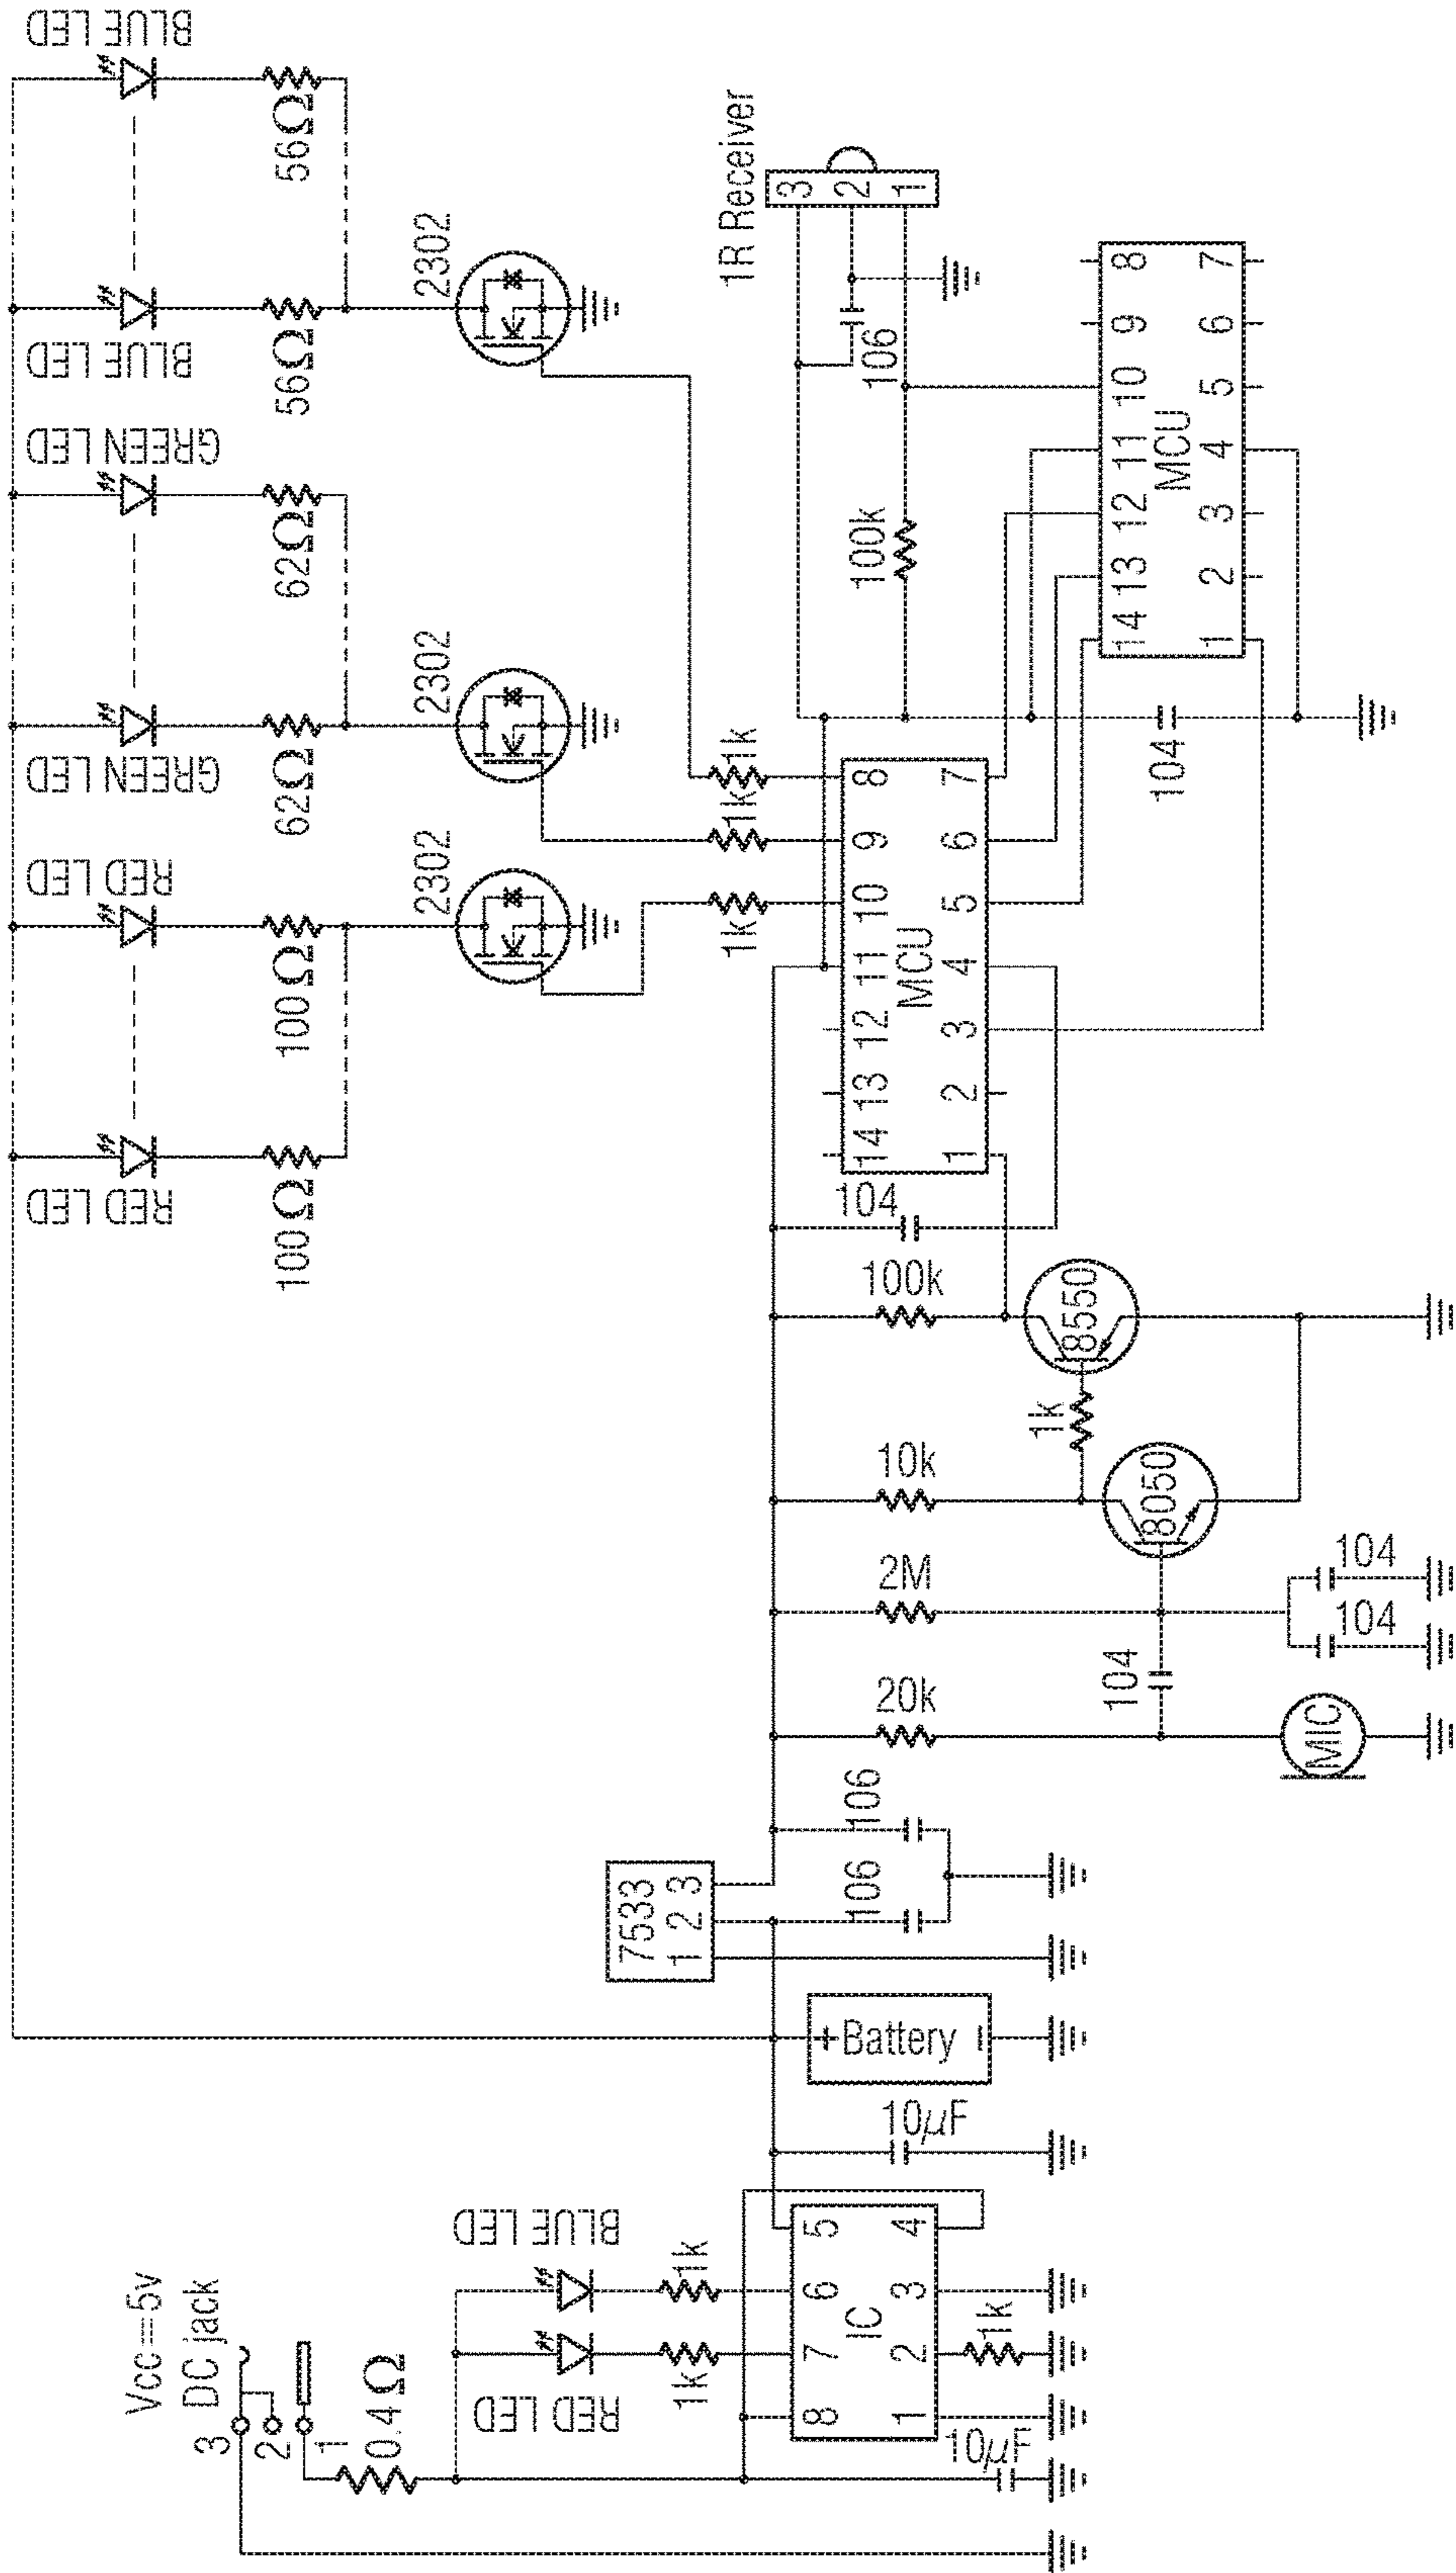 Vcc=5v
DC jack
3
2
1
0.4Ω
RED LED
BLUE LED
1k
1k
8 7 6 5
IC
1 2 3 4
10µF
1k
10µF
+ Battery -
7533
1 2 3
106
106
20k
2M
10k
100k
104
MIC
104
104
104
8050
1k
8550
RED LED
RED LED
GREEN LED
GREEN LED
BLUE LED
BLUE LED
100Ω
100Ω
62Ω
62Ω
56Ω
56Ω
2302
2302
2302
1k
1k
1k
14 13 12 11 10 9 8
MCU
1 2 3 4 5 6 7
1R Receiver
3
2
1
106
100k
104
14 13 12 11 10 9 8
MCU
1 2 3 4 5 6 7